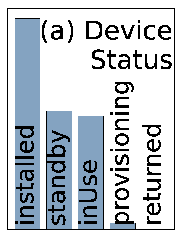 (a) Device
Status
installed
standby
inUse
provisioning
returned